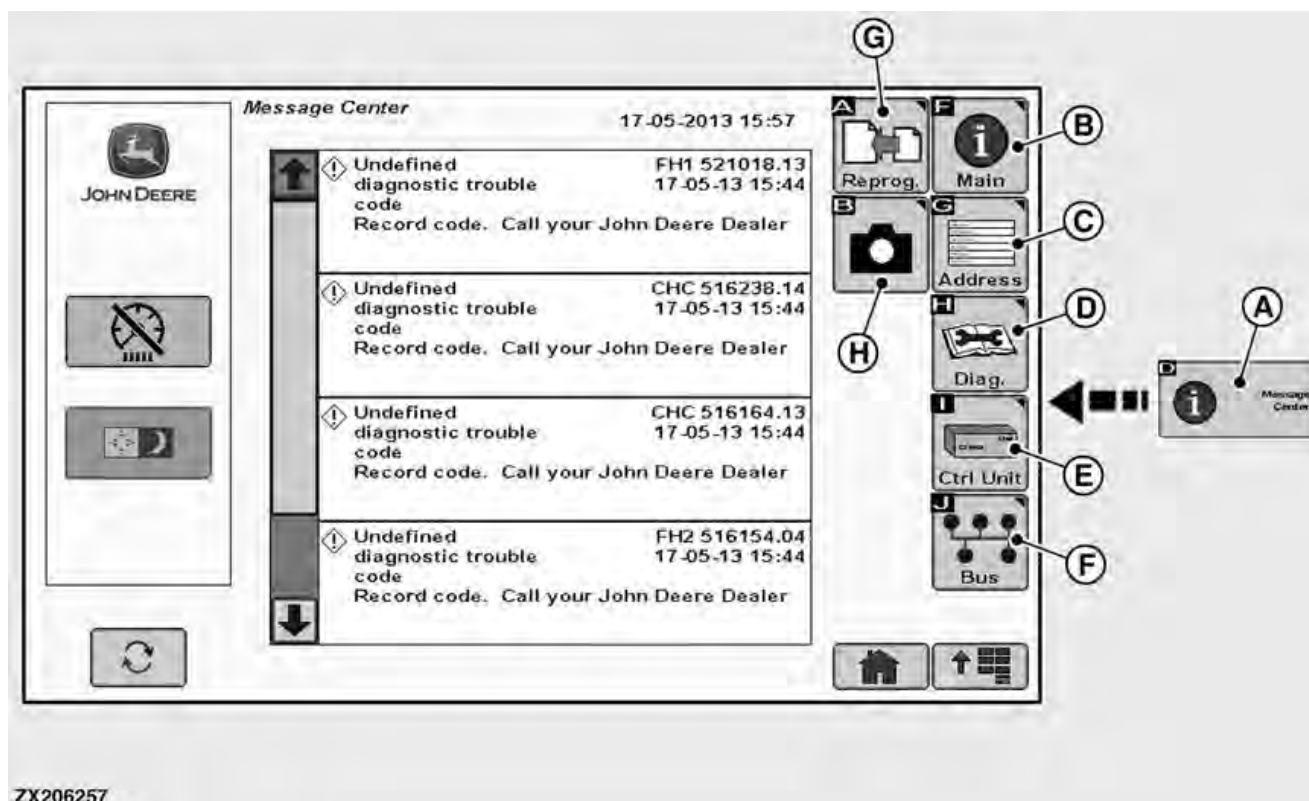 G
JOHN DEERE
Message Center
17-05-2013 15:57
Undefined FH1 521018.13
diagnostic trouble 17-05-13 15:44
code
Record code. Call your John Deere Dealer
Undefined CHC 516238.14
diagnostic trouble 17-05-13 15:44
code
Record code. Call your John Deere Dealer
Undefined CHC 516164.13
diagnostic trouble 17-05-13 15:44
code
Record code. Call your John Deere Dealer
Undefined FH2 516154.04
diagnostic trouble 17-05-13 15:44
code
Record code. Call your John Deere Dealer
A
Reprog.
F
Main
B
B
H
G
Address
C
H
Diag.
D
I
Ctrl Unit
E
J
Bus
F
D
A
Message
Center
ZX206257